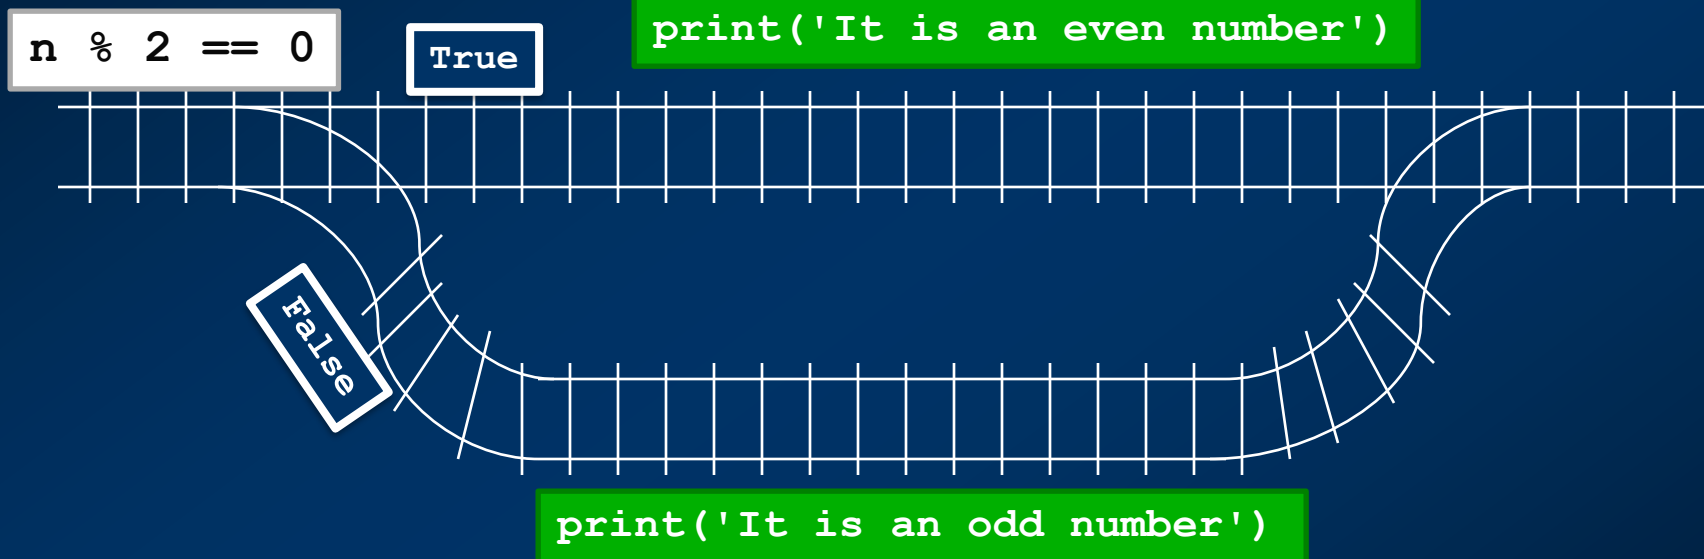 n % 2 == 0
True
print('It is an even number')
False
print('It is an odd number')